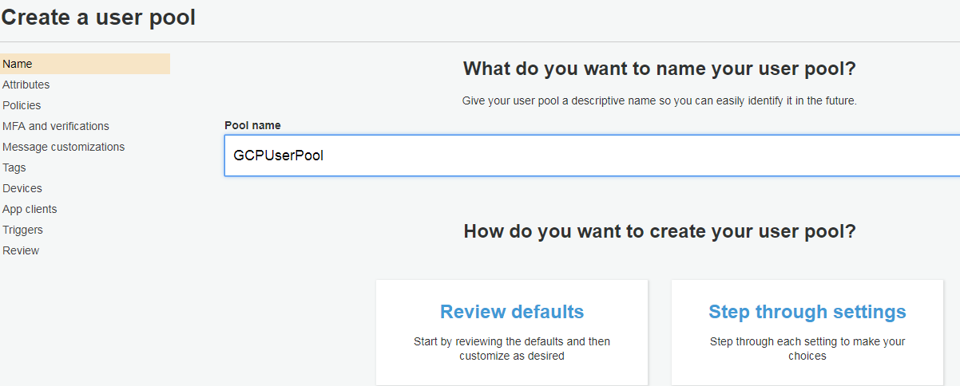 Create a user pool
Name
Attributes
Policies
MFA and verifications
Message customizations
Tags
Devices
App clients
Triggers
Review
What do you want to name your user pool?
Give your user pool a descriptive name so you can easily identify it in the future.
Pool name
GCPUserPool
How do you want to create your user pool?
Review defaults
Start by reviewing the defaults and then
customize as desired
Step through settings
Step through each setting to make your
choices